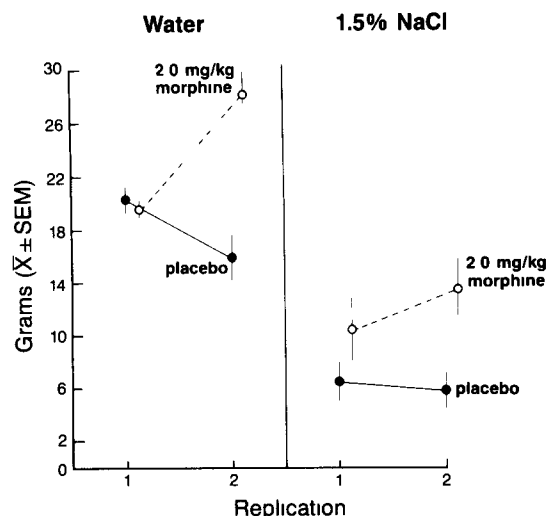 Water
1.5% NaCl
30
26
22
18
14
10
6
2
0
Grams (X̅ ± SEM)
2 0 mg/kg
morphine
placebo
2 0 mg/kg
morphine
placebo
1
2
1
2
Replication